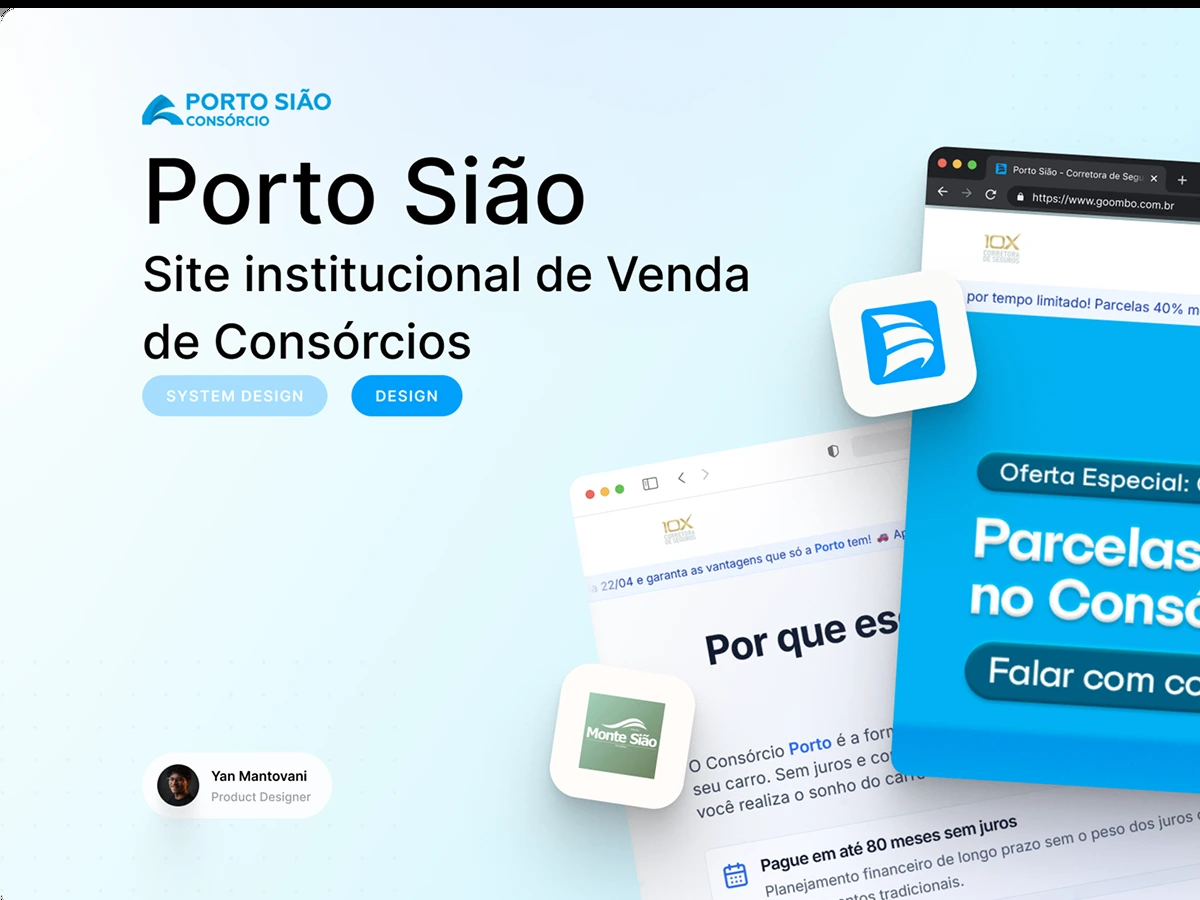 PORTO SIÃO
CONSÓRCIO
Porto Sião
Site institucional de Venda
de Consórcios
SYSTEM DESIGN
DESIGN
Yan Mantovani
Product Designer
Porto Sião - Corretora de Segu
https://www.goombo.com.br
10X
CORRETORA
DE SEGUROS
por tempo limitado! Parcelas 40% m
Oferta Especial:
Parcelas
no Consó
Falar com co
10X
CORRETORA
DE SEGUROS
22/04 e garanta as vantagens que só a Porto tem! 🚗 Ap
Por que es
Monte Sião
O Consórcio Porto é a forn
seu carro. Sem juros e co
você realiza o sonho do carro
Pague em até 80 meses sem juros
Planejamento financeiro de longo prazo sem o peso dos juros
ntos tradicionais.